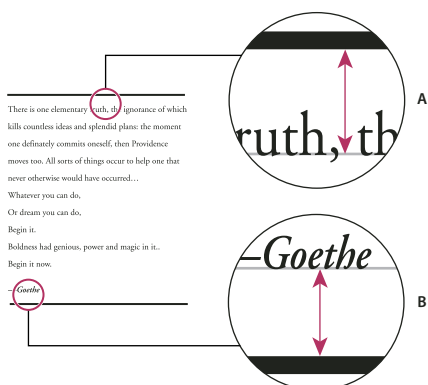 There is one elementary truth, the ignorance of which
kills countless ideas and splendid plans: the moment
one definately commits oneself, then Providence
moves too. All sorts of things occur to help one that
never otherwise would have occurred…
Whatever you can do,
Or dream you can do,
Begin it.
Boldness had genious, power and magic in it..
Begin it now.
–Goethe
ruth, th
A
–Goethe
B